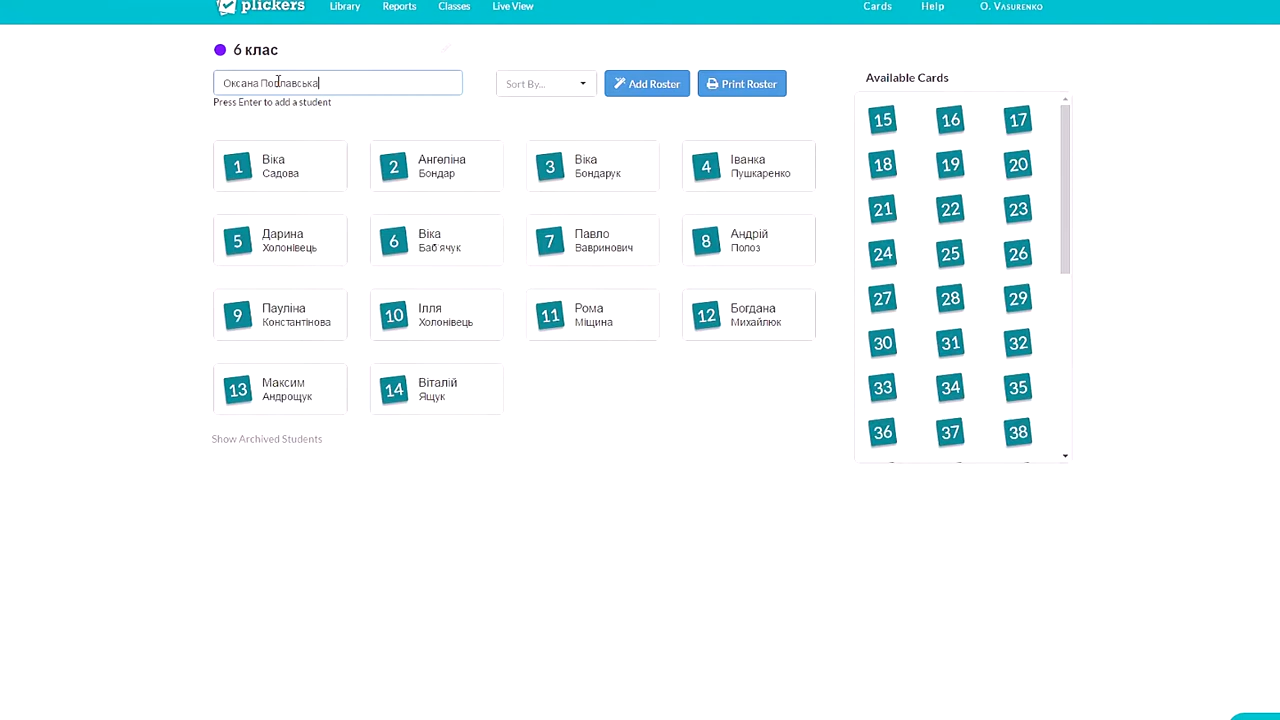 plickers
Library Reports Classes Live View Cards Help O. Vasurenko
6 клас
Оксана
Sort By... Add Roster Print Roster
Press Enter to add a student
Available Cards
15 16 17
18 19 20
21 22 23
24 25 26
27 28 29
30 31 32
33 34 35
36 37 38
1 Віка
Садова
2 Ангеліна
Бондар
3 Віка
Бондарук
4 Іванка
Пушкаренко
5 Дарина
Холонівець
6 Віка
Баб'ячук
7 Павло
Вавринович
8 Андрій
Полоз
9 Пауліна
Константінова
10 Ілля
Холонівець
11 Рома
Міщина
12 Богдана
Михайлюк
13 Максим
Андрощук
14 Віталій
Ящук
Show Archived Students